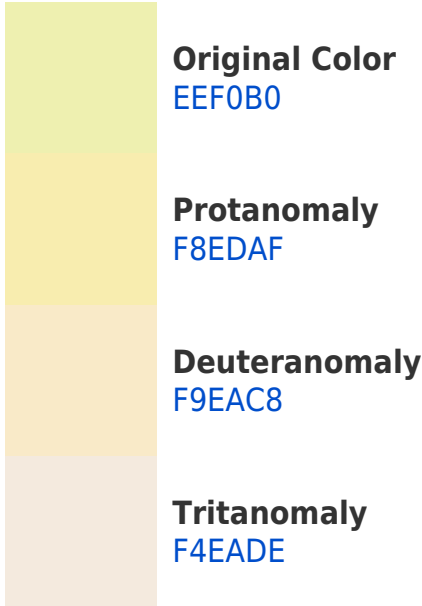 Original Color
EEF0B0
Protanomaly
F8EDAF
Deuteranomaly
F9EAC8
Tritanomaly
F4EADE